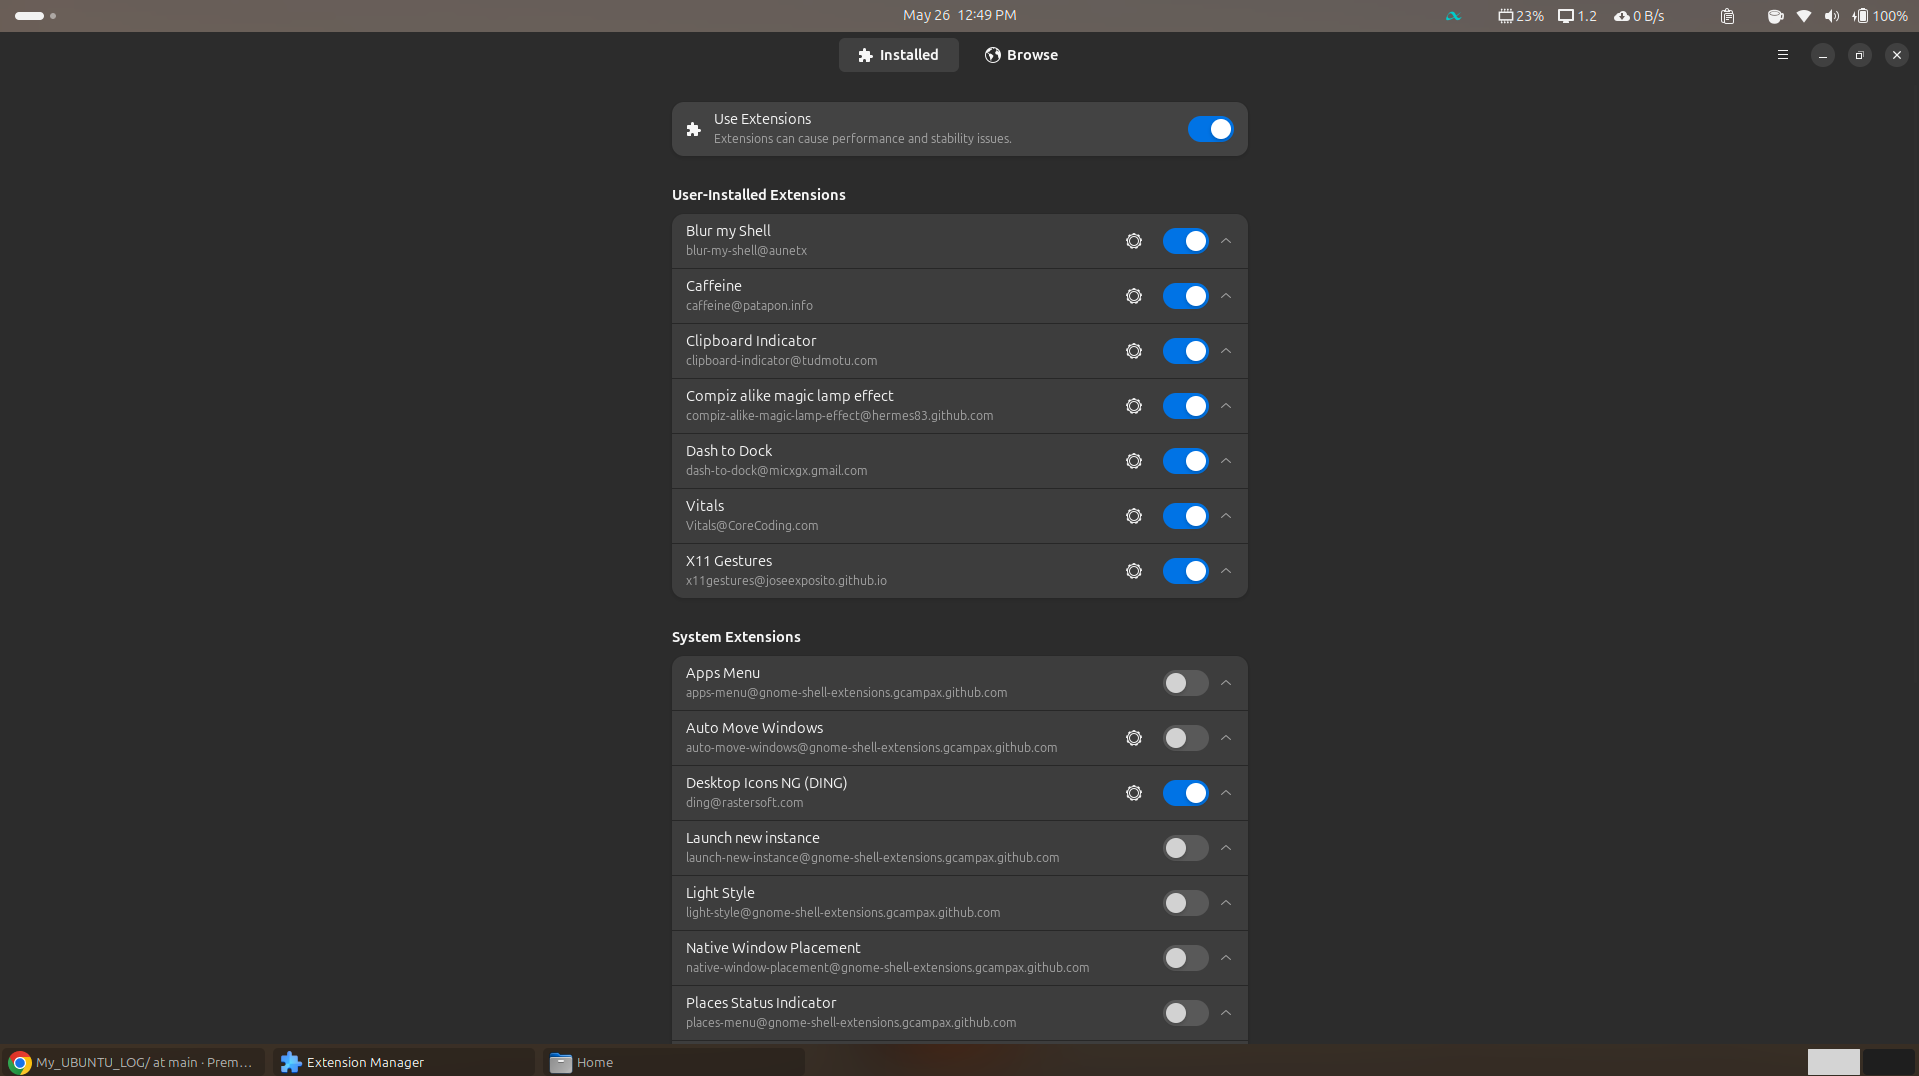 May 26  12:49 PM
23%
1.2
0 B/s
100%
Installed
Browse
Use Extensions
Extensions can cause performance and stability issues.
User-Installed Extensions
Blur my Shell
blur-my-shell@aunetx
Caffeine
caffeine@patapon.info
Clipboard Indicator
clipboard-indicator@tudmotu.com
Compiz alike magic lamp effect
compiz-alike-magic-lamp-effect@hermes83.github.com
Dash to Dock
dash-to-dock@micxgx.gmail.com
Vitals
Vitals@CoreCoding.com
X11 Gestures
x11gestures@joseexposito.github.io
System Extensions
Apps Menu
apps-menu@gnome-shell-extensions.gcampax.github.com
Auto Move Windows
auto-move-windows@gnome-shell-extensions.gcampax.github.com
Desktop Icons NG (DING)
ding@rastersoft.com
Launch new instance
launch-new-instance@gnome-shell-extensions.gcampax.github.com
Light Style
light-style@gnome-shell-extensions.gcampax.github.com
Native Window Placement
native-window-placement@gnome-shell-extensions.gcampax.github.com
Places Status Indicator
places-menu@gnome-shell-extensions.gcampax.github.com
My_UBUNTU_LOG/ at main · Prem…
Extension Manager
Home